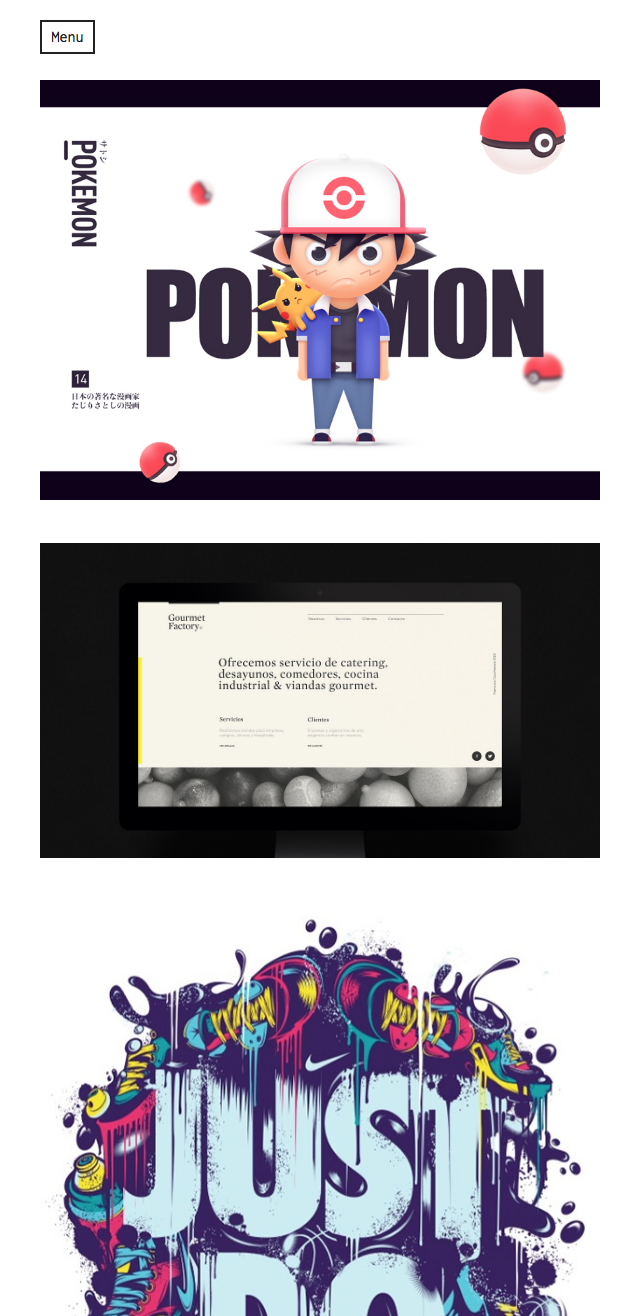 Menu
サトシ
POKEMON
POKEMON
14
日本の著名な漫画家
たじりさとしの漫画
Gourmet
Factory
Nosotros Servicios Clientes Contacto
Ofrecemos servicio de catering,
desayunos, comedores, cocina
industrial & viandas gourmet.
Servicios
Clientes
JUST
DO